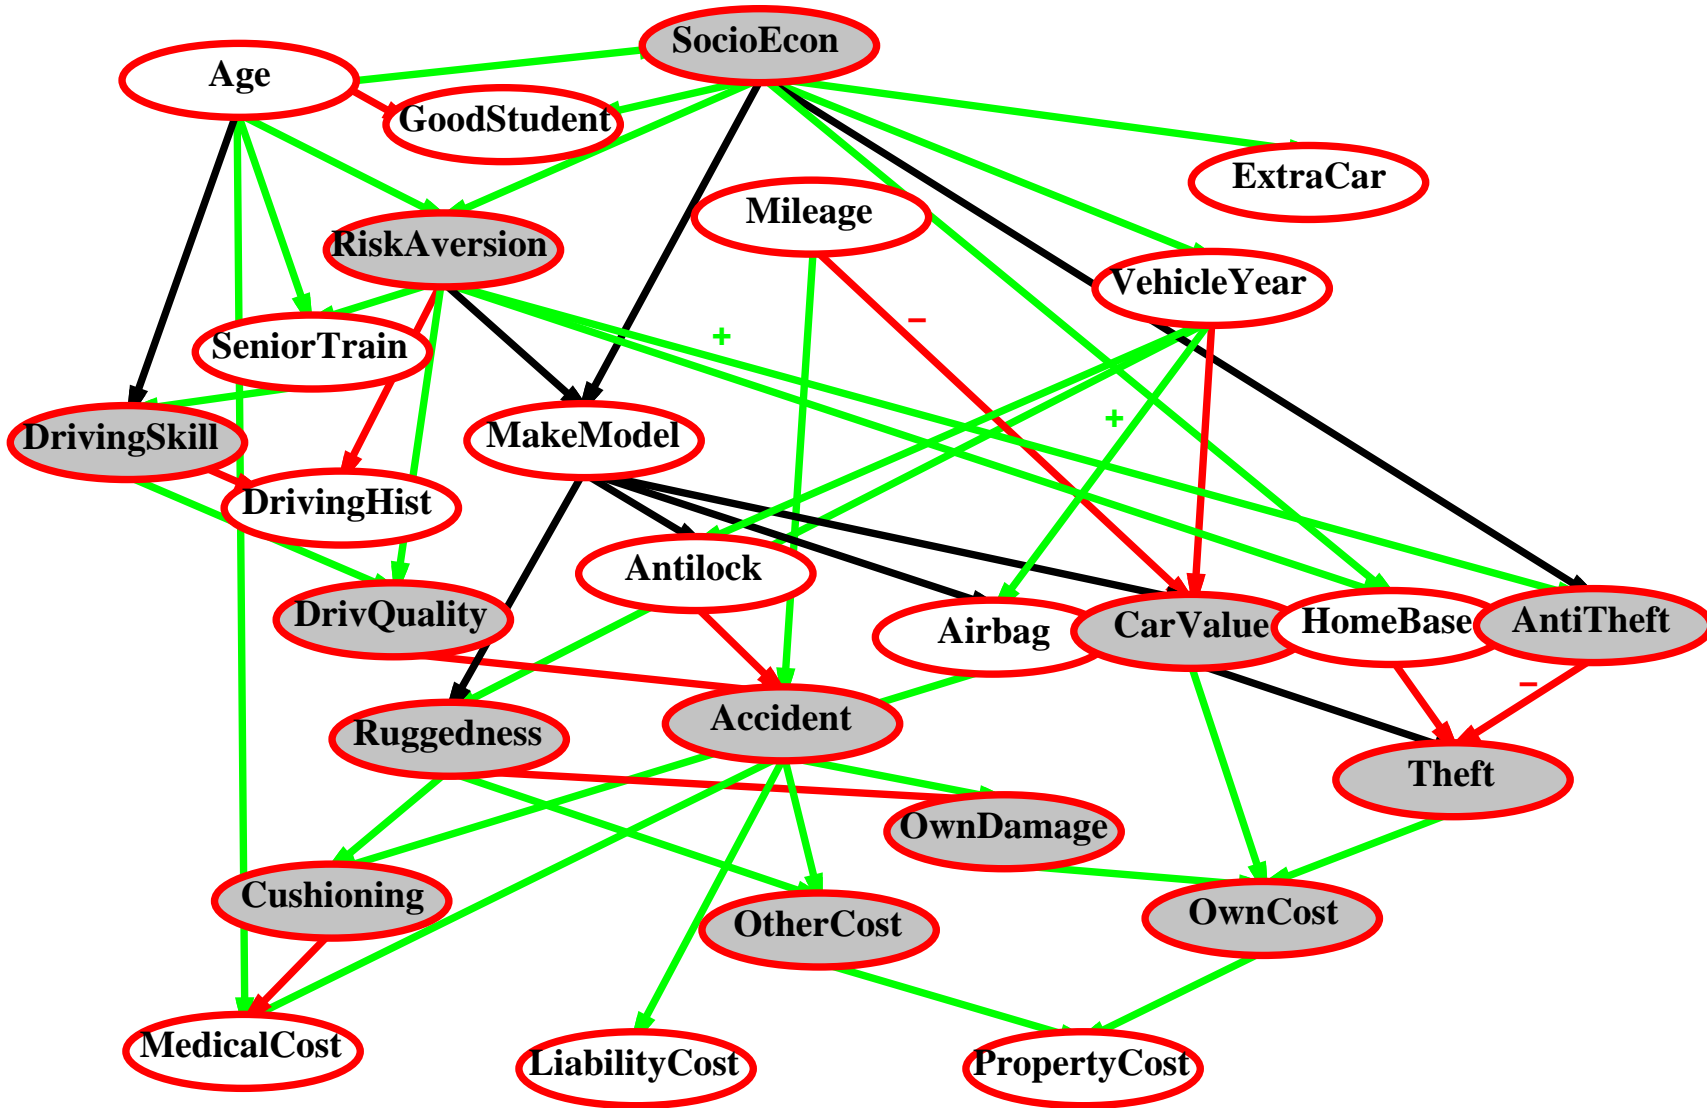 SocioEcon
Age
GoodStudent
ExtraCar
Mileage
RiskAversion
VehicleYear
−
+
SeniorTrain
+
DrivingSkill
MakeModel
DrivingHist
Antilock
DrivQuality
Airbag
CarValue
HomeBase
AntiTheft
−
Ruggedness
Accident
Theft
OwnDamage
Cushioning
OtherCost
OwnCost
MedicalCost
LiabilityCost
PropertyCost